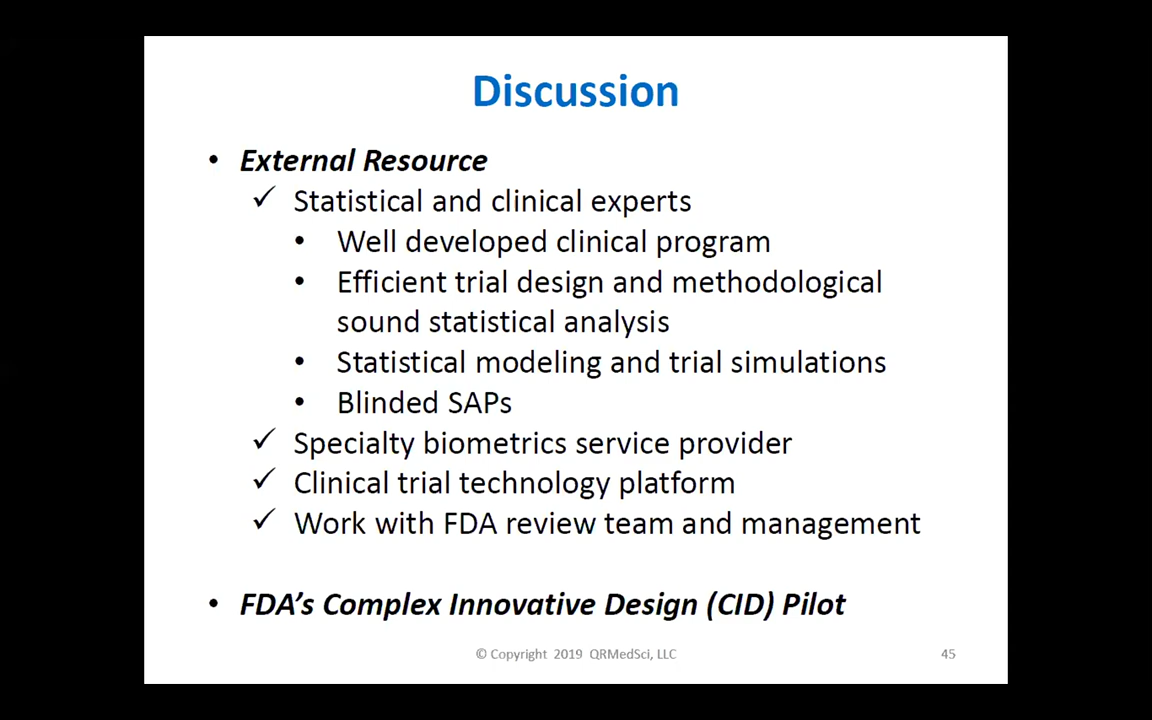 Discussion
• External Resource
✓ Statistical and clinical experts
• Well developed clinical program
• Efficient trial design and methodological
sound statistical analysis
• Statistical modeling and trial simulations
• Blinded SAPs
✓ Specialty biometrics service provider
✓ Clinical trial technology platform
✓ Work with FDA review team and management
• FDA’s Complex Innovative Design (CID) Pilot
© Copyright 2019 QRMedSci, LLC
45